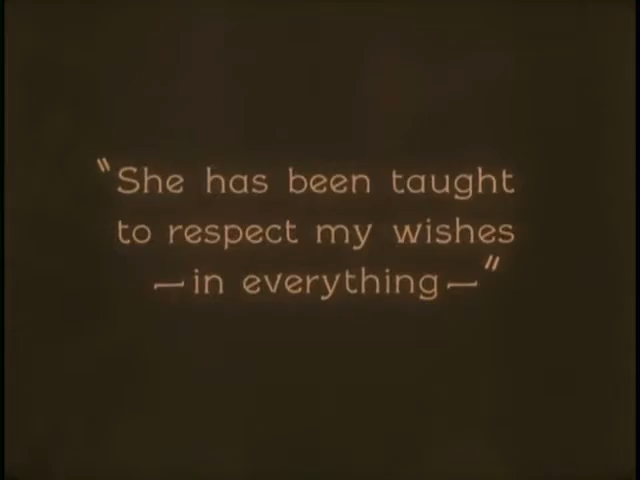 "She has been taught
to respect my wishes
—in everything—"